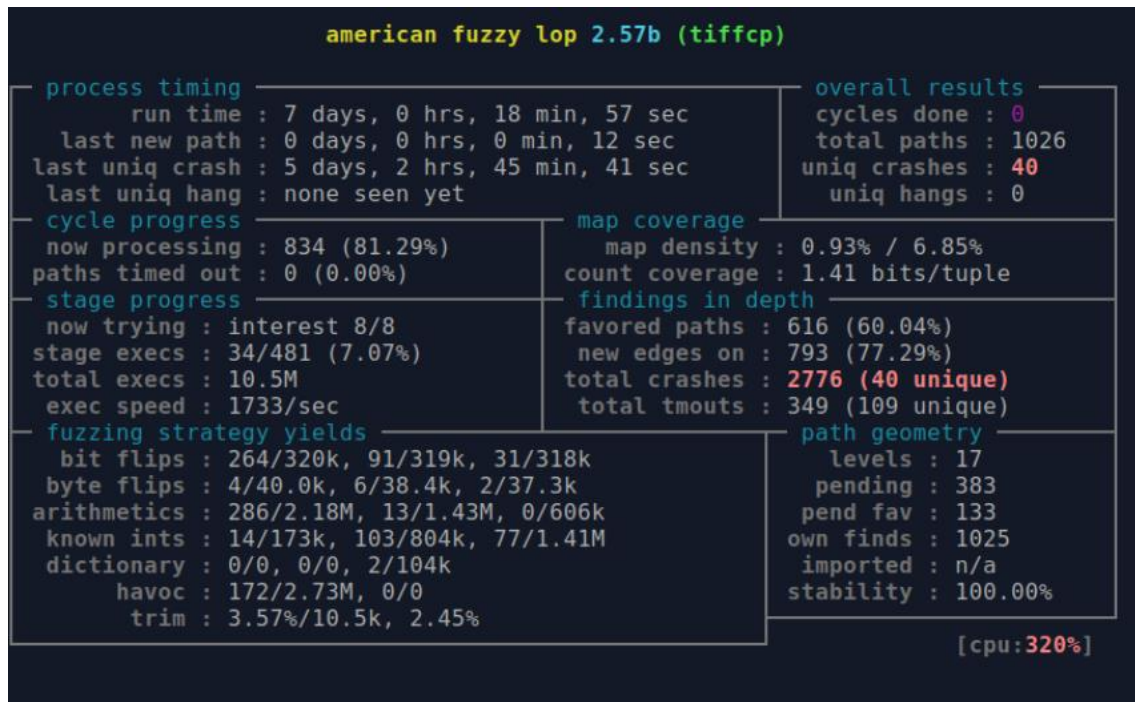 american fuzzy lop 2.57b (tiffcp)
process timing
run time : 7 days, 0 hrs, 18 min, 57 sec
last new path : 0 days, 0 hrs, 0 min, 12 sec
last uniq crash : 5 days, 2 hrs, 45 min, 41 sec
last uniq hang : none seen yet
overall results
cycles done : 0
total paths : 1026
uniq crashes : 40
uniq hangs : 0
cycle progress
now processing : 834 (81.29%)
paths timed out : 0 (0.00%)
map coverage
map density : 0.93% / 6.85%
count coverage : 1.41 bits/tuple
stage progress
now trying : interest 8/8
stage execs : 34/481 (7.07%)
total execs : 10.5M
exec speed : 1733/sec
findings in depth
favored paths : 616 (60.04%)
new edges on : 793 (77.29%)
total crashes : 2776 (40 unique)
total tmouts : 349 (109 unique)
fuzzing strategy yields
bit flips : 264/320k, 91/319k, 31/318k
byte flips : 4/40.0k, 6/38.4k, 2/37.3k
arithmetics : 286/2.18M, 13/1.43M, 0/606k
known ints : 14/173k, 103/804k, 77/1.41M
dictionary : 0/0, 0/0, 2/104k
havoc : 172/2.73M, 0/0
trim : 3.57%/10.5k, 2.45%
path geometry
levels : 17
pending : 383
pend fav : 133
own finds : 1025
imported : n/a
stability : 100.00%
[cpu:320%]